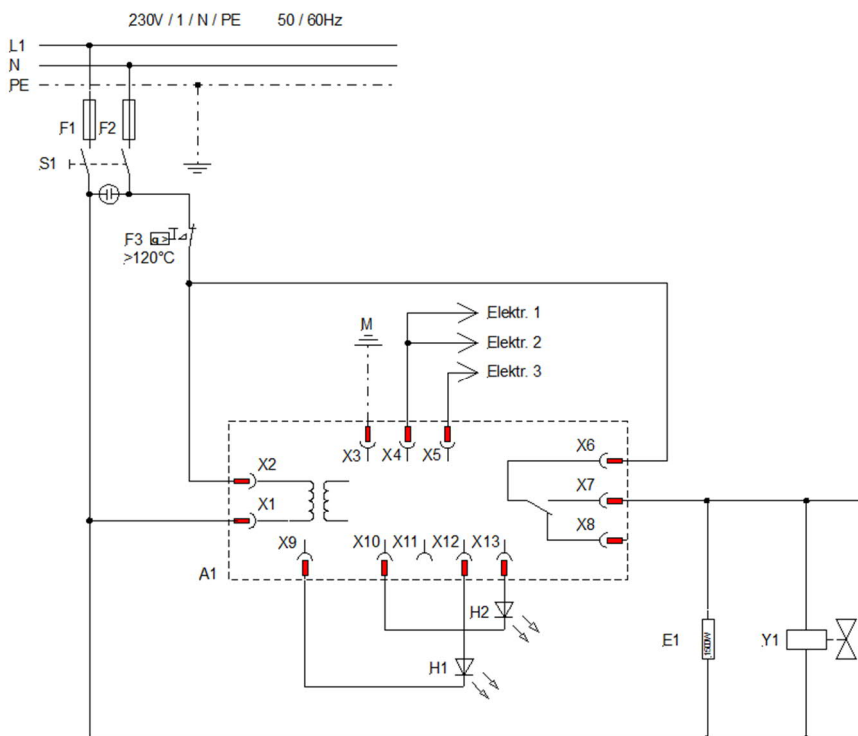 230V / 1 / N / PE 50 / 60Hz
L1
N
PE
F1 F2
S1
F3
>120°C
M
Elektr. 1
Elektr. 2
Elektr. 3
X3 X4 X5
X6
X2
X7
X1
X8
X9 X10 X11 X12 X13
A1
H2
H1
E1
1500W
Y1